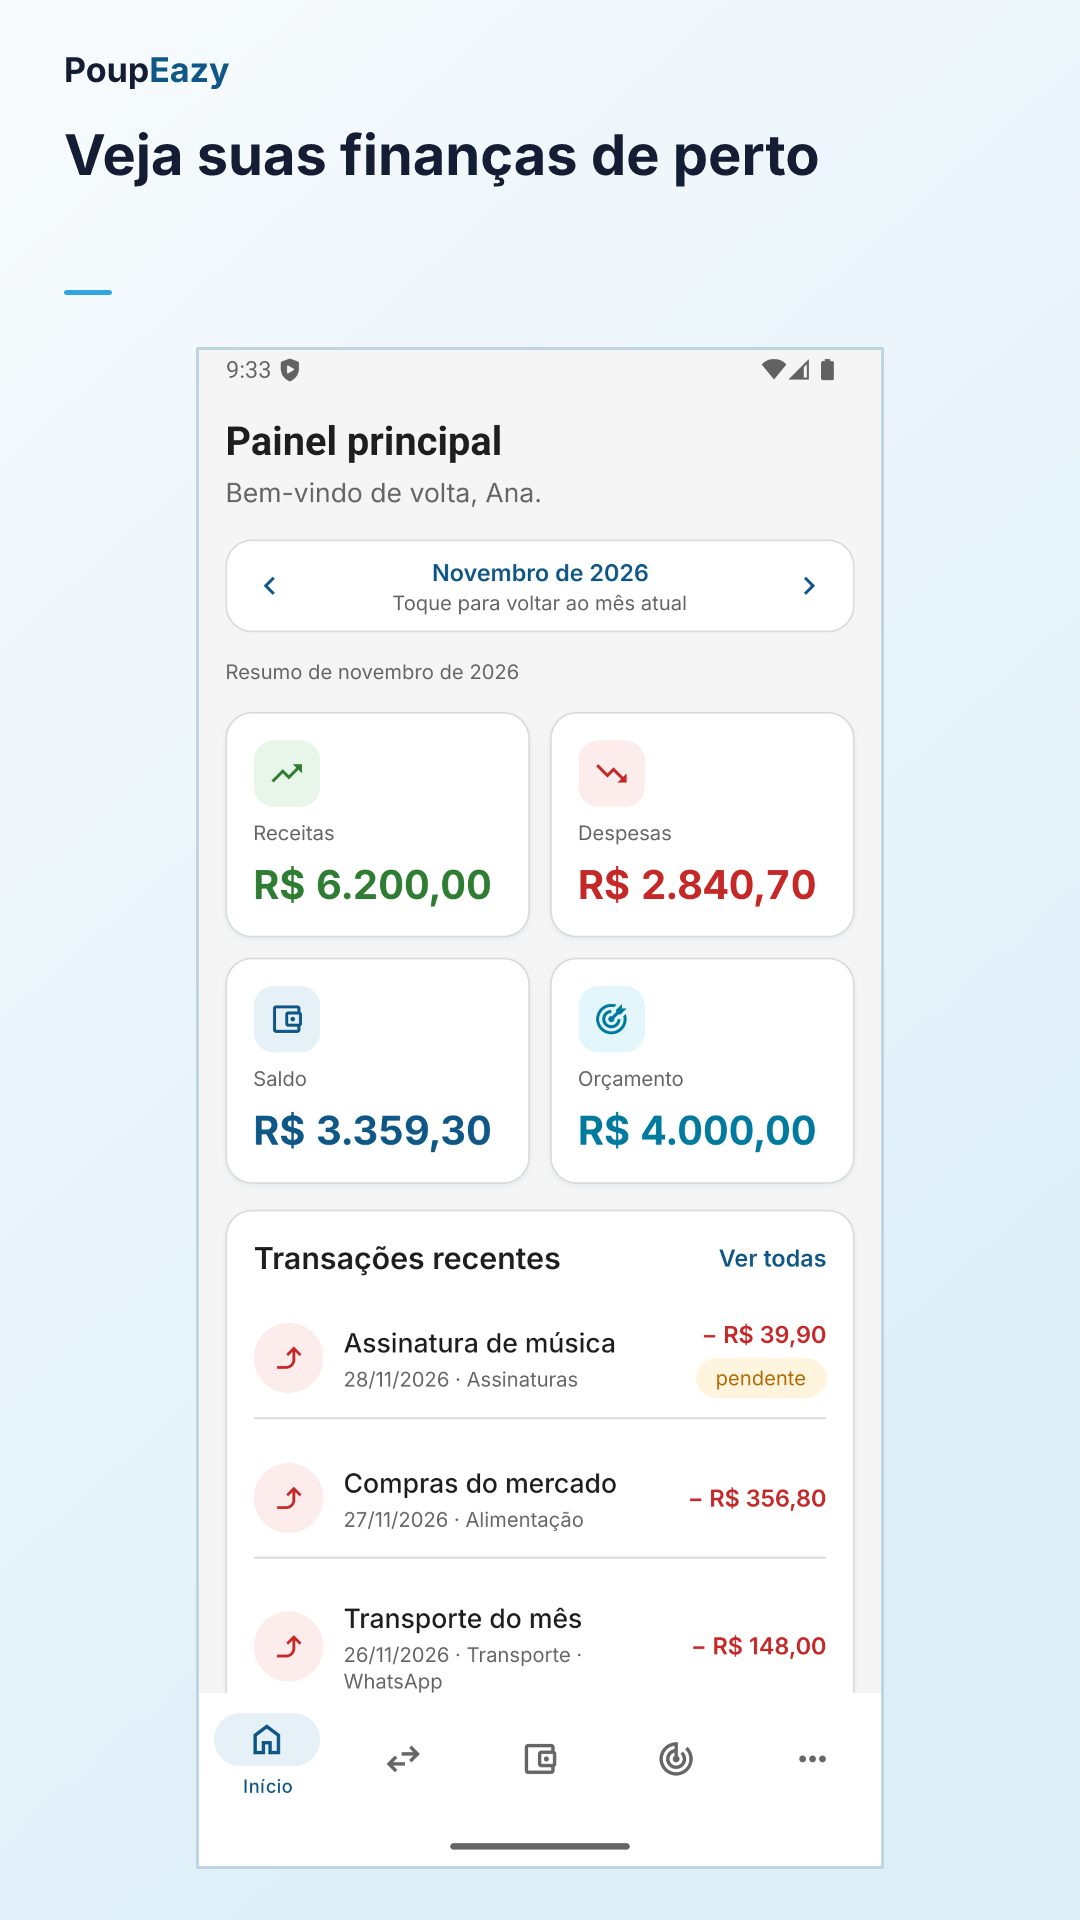 PoupEazy
Veja suas finanças de perto
9:33
Painel principal
Bem-vindo de volta, Ana.
Novembro de 2026
Toque para voltar ao mês atual
Resumo de novembro de 2026
Receitas
R$ 6.200,00
Despesas
R$ 2.840,70
Saldo
R$ 3.359,30
Orçamento
R$ 4.000,00
Transações recentes
Ver todas
Assinatura de música
28/11/2026 · Assinaturas
– R$ 39,90
pendente
Compras do mercado
27/11/2026 · Alimentação
– R$ 356,80
Transporte do mês
26/11/2026 · Transporte ·
WhatsApp
– R$ 148,00
Início